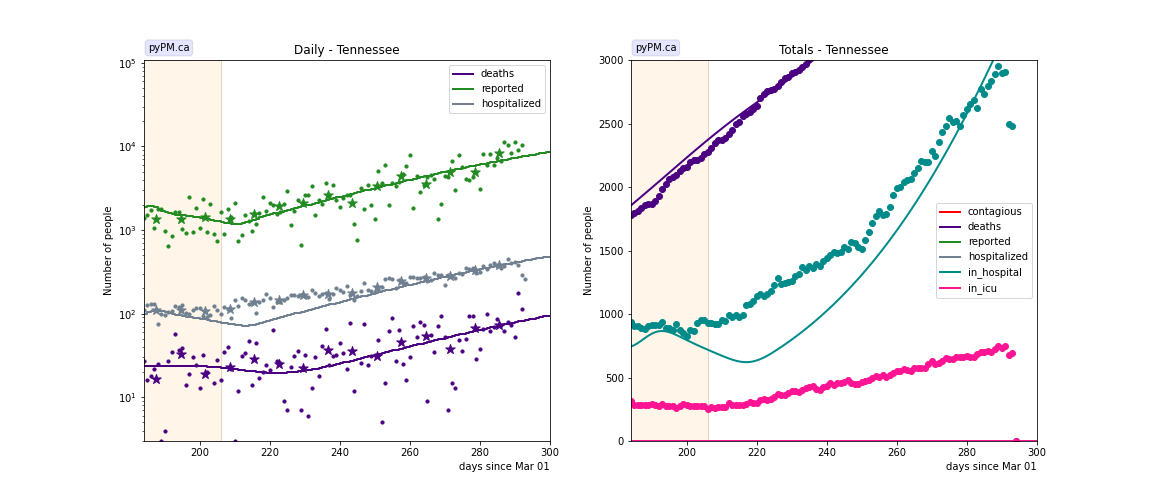 pyPM.ca
Daily - Tennessee
deaths
reported
hospitalized
10^5
10^4
10^3
10^2
10^1
Number of people
200
220
240
260
280
300
days since Mar 01
pyPM.ca
Totals - Tennessee
3000
2500
2000
1500
1000
500
0
Number of people
contagious
deaths
reported
hospitalized
in_hospital
in_icu
200
220
240
260
280
300
days since Mar 01